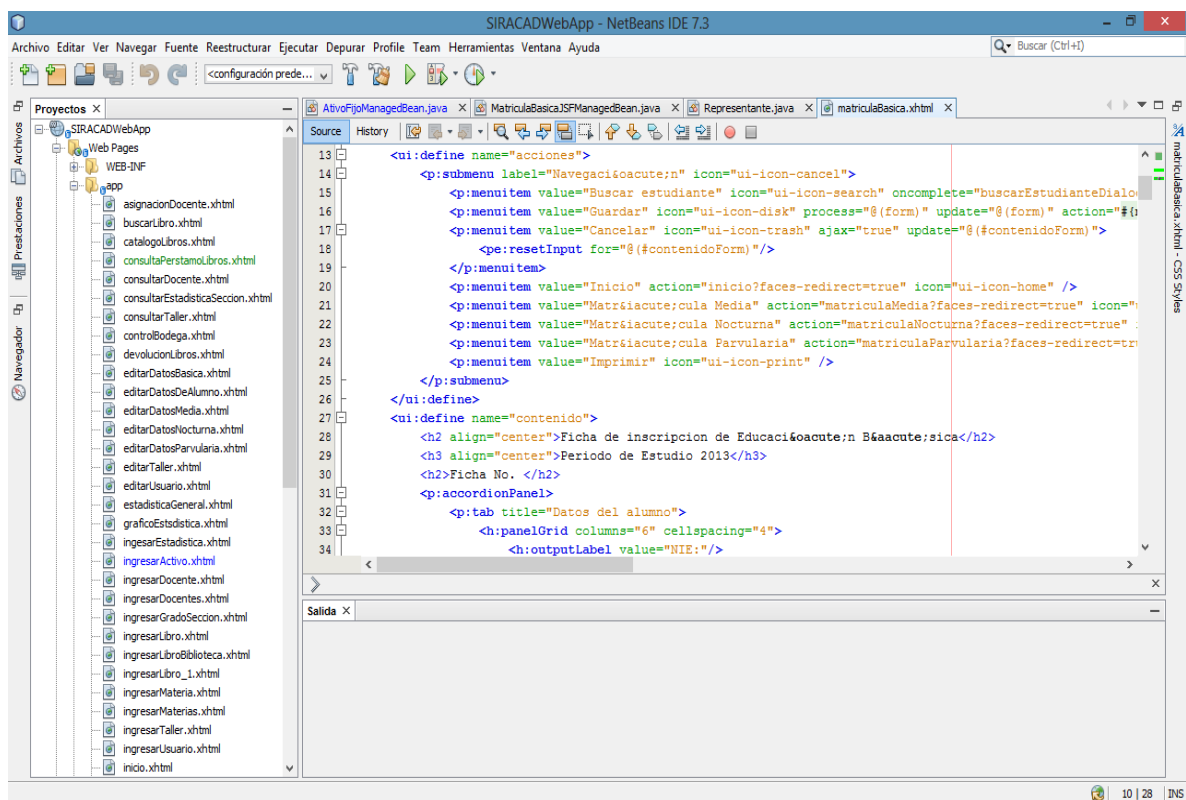 SIRACADWebApp - NetBeans IDE 7.3
Archivo Editar Ver Navegar Fuente Reestructurar Ejecutar Depurar Profile Team Herramientas Ventana Ayuda
Buscar (Ctrl+I)
<configuración prede...
Proyectos
AtivoFijoManagedBean.java MatriculaBasicaJSFManagedBean.java Representante.java matriculaBasica.xhtml
Source History
Archivos
Prestaciones
Navegador
SIRACADWebApp
Web Pages
WEB-INF
app
asignacionDocente.xhtml
buscarLibro.xhtml
catalogoLibros.xhtml
consultaPerstamoLibros.xhtml
consultarDocente.xhtml
consultarEstadisticaSeccion.xhtml
consultarTaller.xhtml
controlBodega.xhtml
devolucionLibros.xhtml
editarDatosBasica.xhtml
editarDatosDeAlumno.xhtml
editarDatosMedia.xhtml
editarDatosNocturna.xhtml
editarDatosParvularia.xhtml
editarTaller.xhtml
editarUsuario.xhtml
estadisticaGeneral.xhtml
graficoEstsdistica.xhtml
ingesarEstadistica.xhtml
ingresarActivo.xhtml
ingresarDocente.xhtml
ingresarDocentes.xhtml
ingresarGradoSeccion.xhtml
ingresarLibro.xhtml
ingresarLibroBiblioteca.xhtml
ingresarLibro_1.xhtml
ingresarMateria.xhtml
ingresarMaterias.xhtml
ingresarTaller.xhtml
ingresarUsuario.xhtml
inicio.xhtml
13 <ui:define name="acciones">
14 <p:submenu label="Navegaci&oacute;n" icon="ui-icon-cancel">
15 <p:menuitem value="Buscar estudiante" icon="ui-icon-search" oncomplete="buscarEstudianteDialo
16 <p:menuitem value="Guardar" icon="ui-icon-disk" process="@(form)" update="@(form)" action="#{
17 <p:menuitem value="Cancelar" icon="ui-icon-trash" ajax="true" update="@(#contenidoForm)">
18 <pe:resetInput for="@(#contenidoForm)"/>
19 </p:menuitem>
20 <p:menuitem value="Inicio" action="inicio?faces-redirect=true" icon="ui-icon-home" />
21 <p:menuitem value="Matr&iacute;cula Media" action="matriculaMedia?faces-redirect=true" icon="
22 <p:menuitem value="Matr&iacute;cula Nocturna" action="matriculaNocturna?faces-redirect=true"
23 <p:menuitem value="Matr&iacute;cula Parvularia" action="matriculaParvularia?faces-redirect=tr
24 <p:menuitem value="Imprimir" icon="ui-icon-print" />
25 </p:submenu>
26 </ui:define>
27 <ui:define name="contenido">
28 <h2 align="center">Ficha de inscripcion de Educaci&oacute;n B&aacute;sica</h2>
29 <h3 align="center">Periodo de Estudio 2013</h3>
30 <h2>Ficha No. </h2>
31 <p:accordionPanel>
32 <p:tab title="Datos del alumno">
33 <h:panelGrid columns="6" cellspacing="4">
34 <h:outputLabel value="NIE:"/>
matriculaBasica.xhtml - CSS Styles
Salida
10 | 28 INS